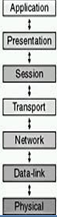 Application
Presentation
Session
Transport
Network
Data-link
Physical